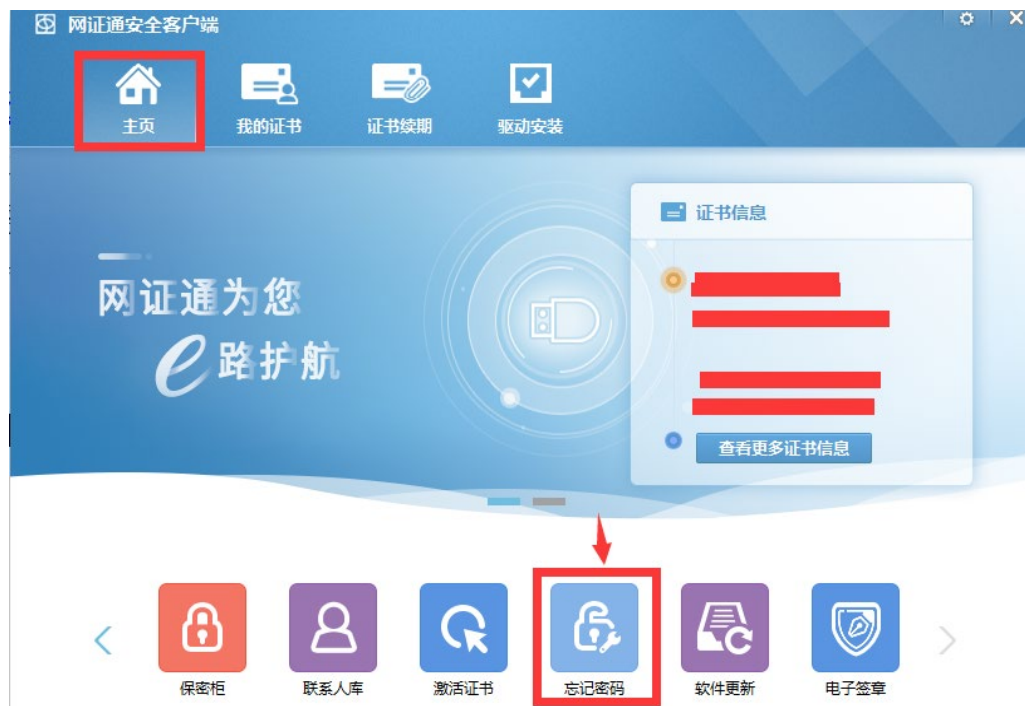 网证通安全客户端
主页
我的证书
证书续期
驱动安装
证书信息
网证通为您
e路护航
查看更多证书信息
保密柜
联系人库
激活证书
忘记密码
软件更新
电子签章